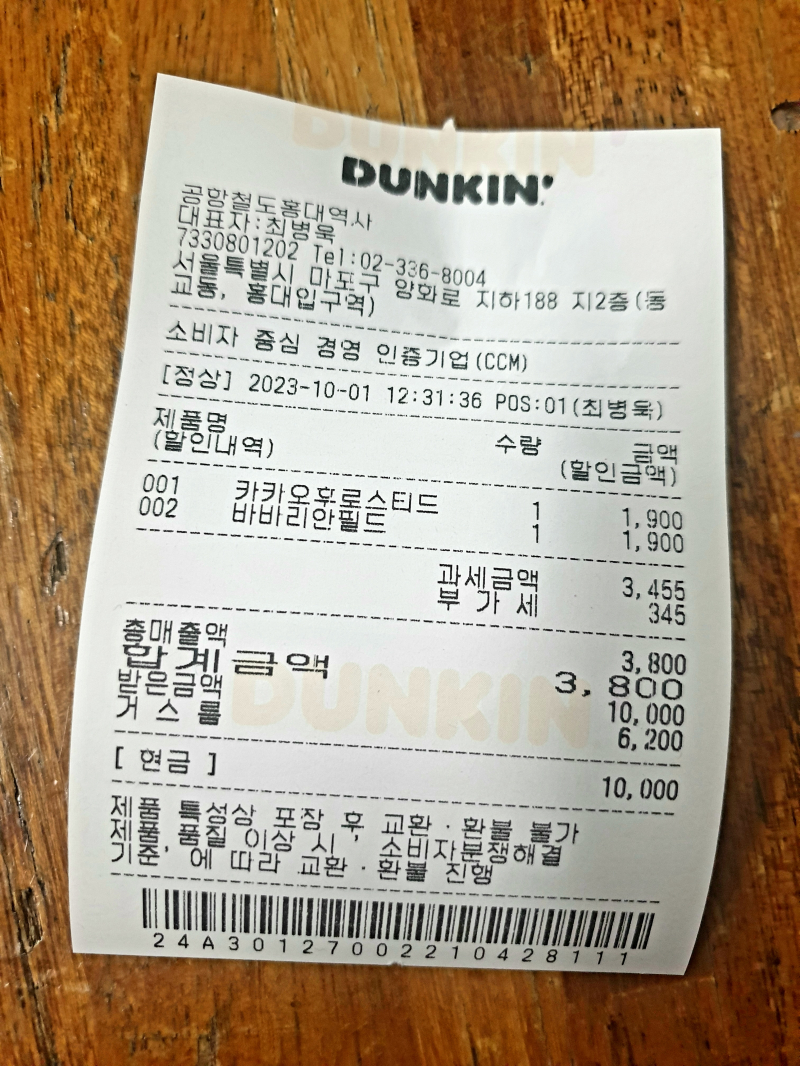 DUNKIN'
공항철도홍대역사
대표자:최병욱
7330801202 Tel:02-336-8004
서울특별시 마포구 양화로 지하188 지2층(동
교동, 홍대입구역)
소비자 중심 경영 인증기업(CCM)
[정상] 2023-10-01 12:31:36 POS:01(최병욱)
제품명 수량 금액
(할인내역) (할인금액)
001 카카오후로스티드 1 1,900
002 바바리안필드 1 1,900
과세금액 3,455
부 가 세 345
총매출액 3,800
합계금액 3,800
받은금액 10,000
거 스 름 6,200
[ 현금 ] 10,000
제품 특성상 포장 후 교환·환불 불가
제품 품질 이상 시, '소비자분쟁해결
기준'에 따라 교환·환불 진행
24A30127002210428111
DUNKIN
DUNKIN